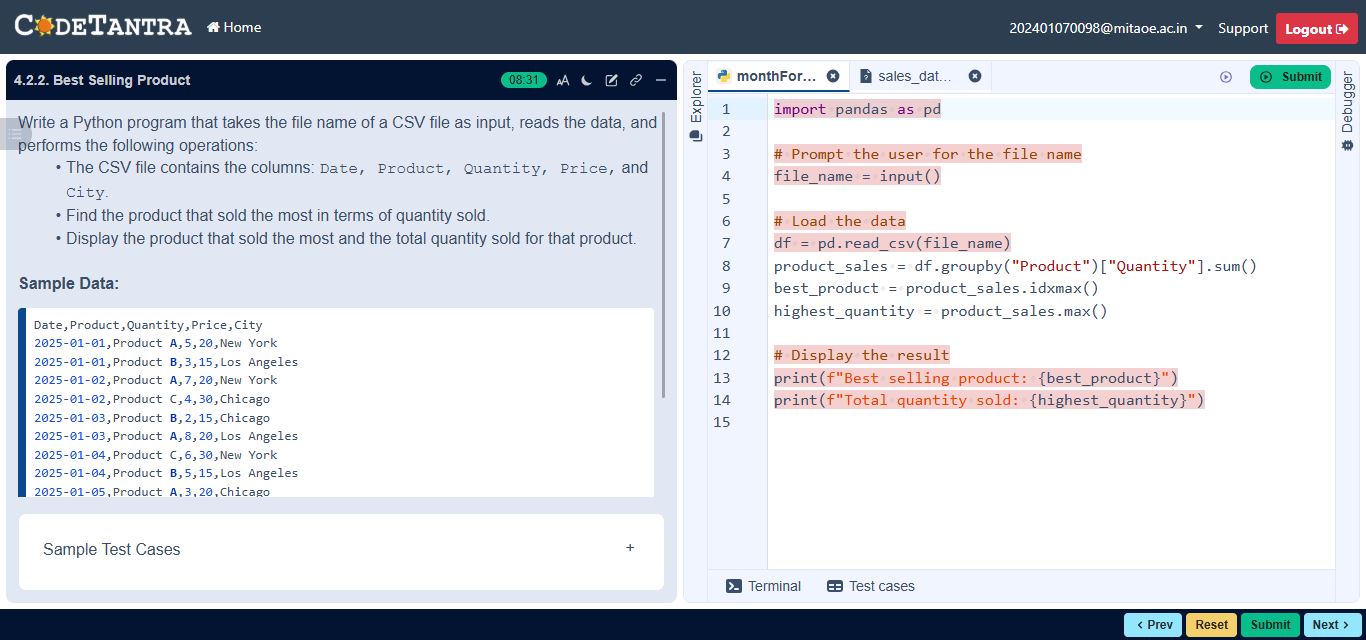 CODETANTRA
Home
202401070098@mitaoe.ac.in
Support
Logout
4.2.2. Best Selling Product
08:31
AA
Write a Python program that takes the file name of a CSV file as input, reads the data, and
performs the following operations:
• The CSV file contains the columns: Date, Product, Quantity, Price, and
City.
• Find the product that sold the most in terms of quantity sold.
• Display the product that sold the most and the total quantity sold for that product.
Sample Data:
Date,Product,Quantity,Price,City
2025-01-01,Product A,5,20,New York
2025-01-01,Product B,3,15,Los Angeles
2025-01-02,Product A,7,20,New York
2025-01-02,Product C,4,30,Chicago
2025-01-03,Product B,2,15,Chicago
2025-01-03,Product A,8,20,Los Angeles
2025-01-04,Product C,6,30,New York
2025-01-04,Product B,5,15,Los Angeles
2025-01-05,Product A,3,20,Chicago
Sample Test Cases
+
Explorer
monthFor...
sales_dat...
Submit
Debugger
1 import pandas as pd
2
3 # Prompt the user for the file name
4 file_name = input()
5
6 # Load the data
7 df = pd.read_csv(file_name)
8 product_sales = df.groupby("Product")["Quantity"].sum()
9 best_product = product_sales.idxmax()
10 highest_quantity = product_sales.max()
11
12 # Display the result
13 print(f"Best selling product: {best_product}")
14 print(f"Total quantity sold: {highest_quantity}")
15
Terminal
Test cases
< Prev
Reset
Submit
Next >